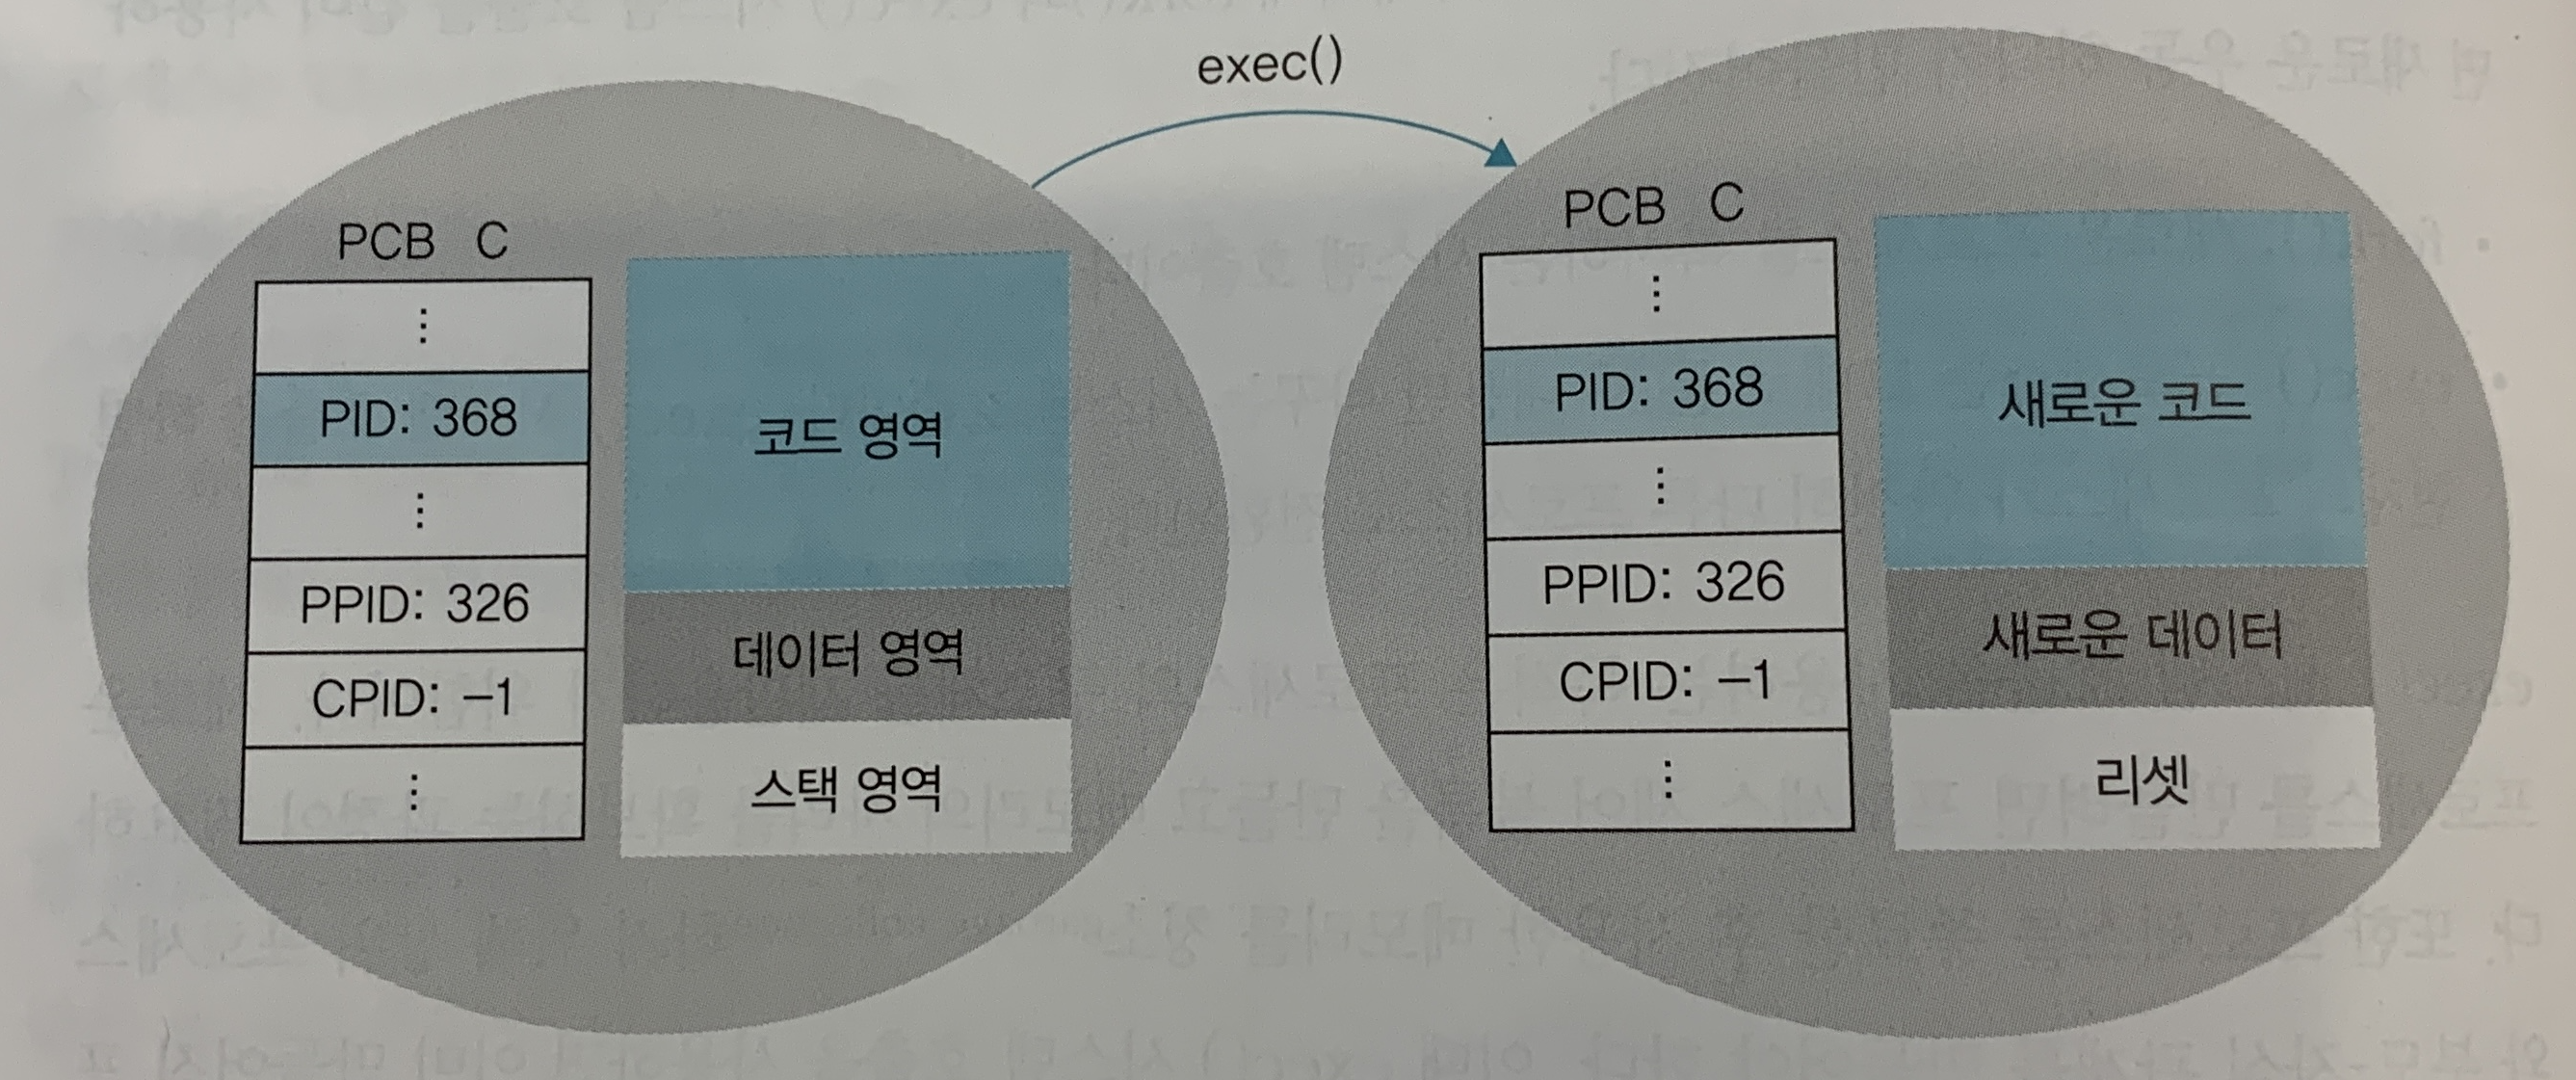 exec()
PCB C
⋮
PID: 368
⋮
PPID: 326
CPID: –1
⋮
코드 영역
데이터 영역
스택 영역
PCB C
⋮
PID: 368
⋮
PPID: 326
CPID: –1
⋮
새로운 코드
새로운 데이터
리셋